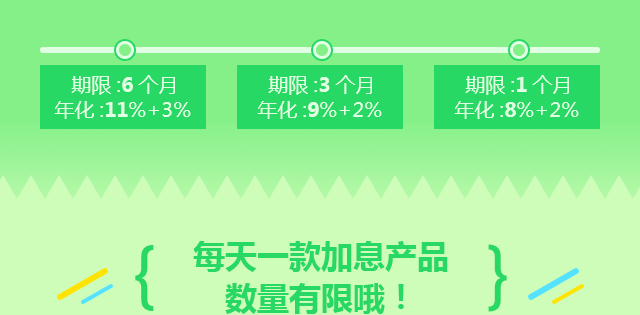 期限 :6 个月
年化 :11%+3%
期限 :3 个月
年化 :9%+2%
期限 :1 个月
年化 :8%+2%
每天一款加息产品
数量有限哦！